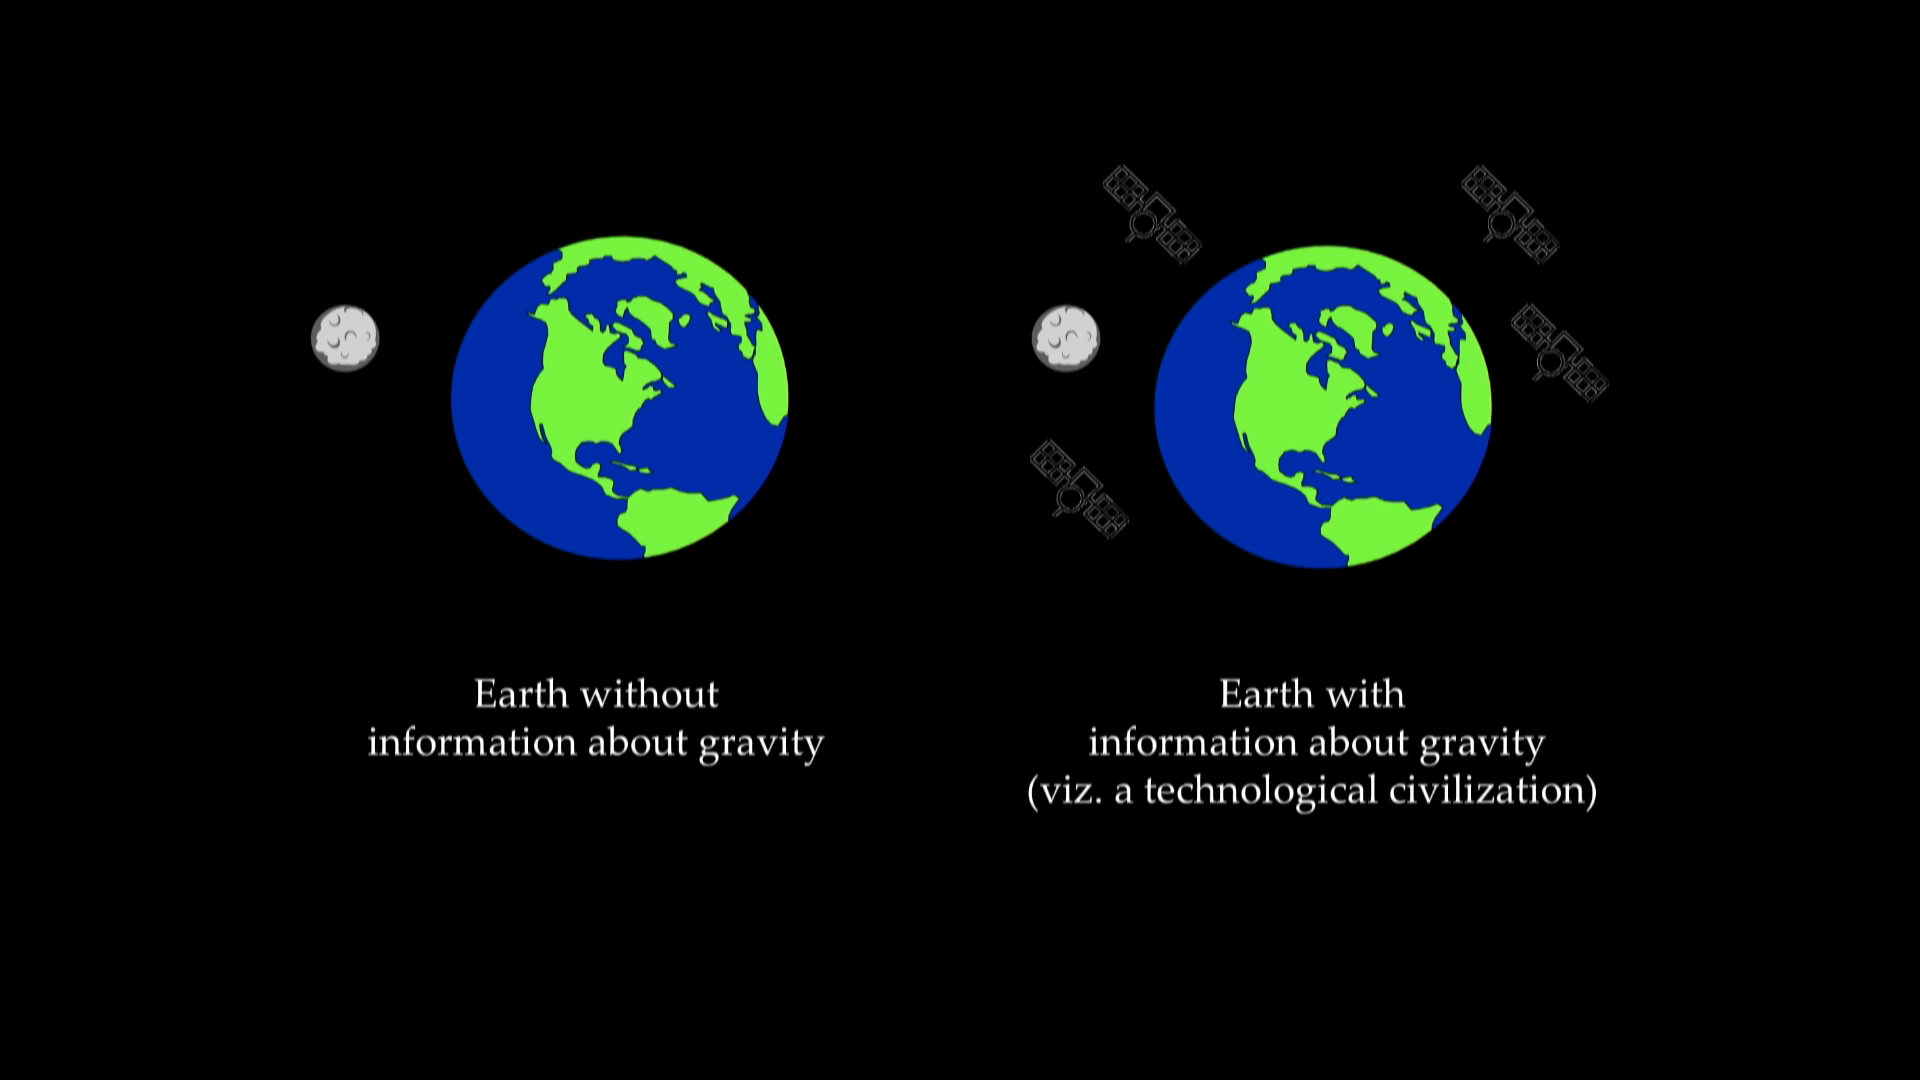 Earth without
information about gravity
Earth with
information about gravity
(viz. a technological civilization)